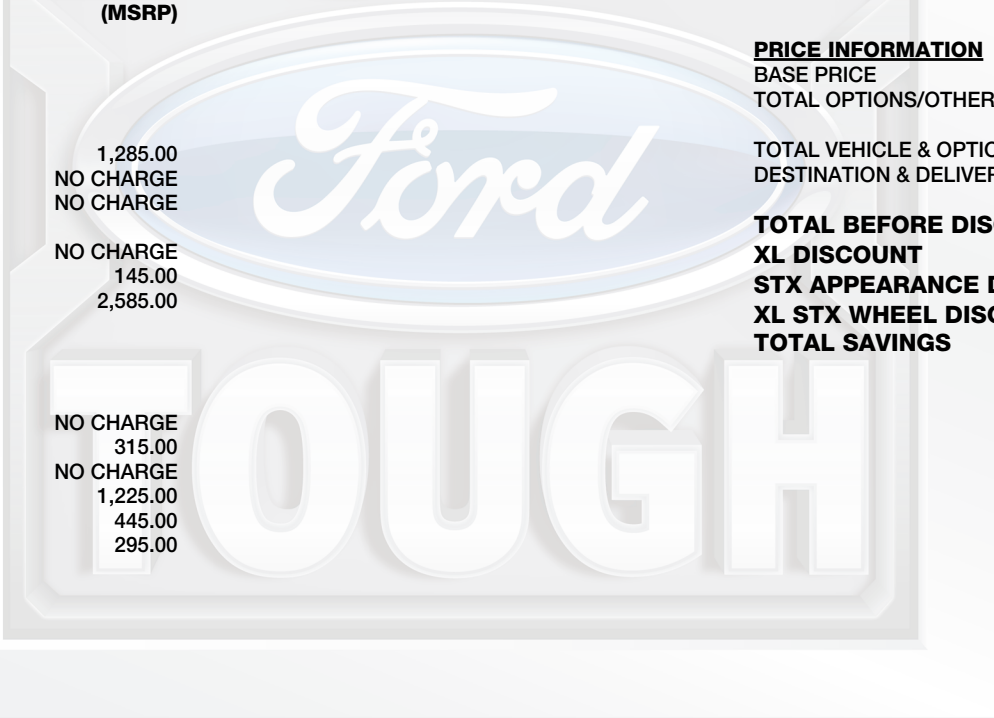 (MSRP)
1,285.00
NO CHARGE
NO CHARGE
NO CHARGE
145.00
2,585.00
NO CHARGE
315.00
NO CHARGE
1,225.00
445.00
295.00
Ford
TOUGH
PRICE INFORMATION
BASE PRICE
TOTAL OPTIONS/OTHER
TOTAL VEHICLE & OPTIO
DESTINATION & DELIVER
TOTAL BEFORE DISC
XL DISCOUNT
STX APPEARANCE D
XL STX WHEEL DISC
TOTAL SAVINGS